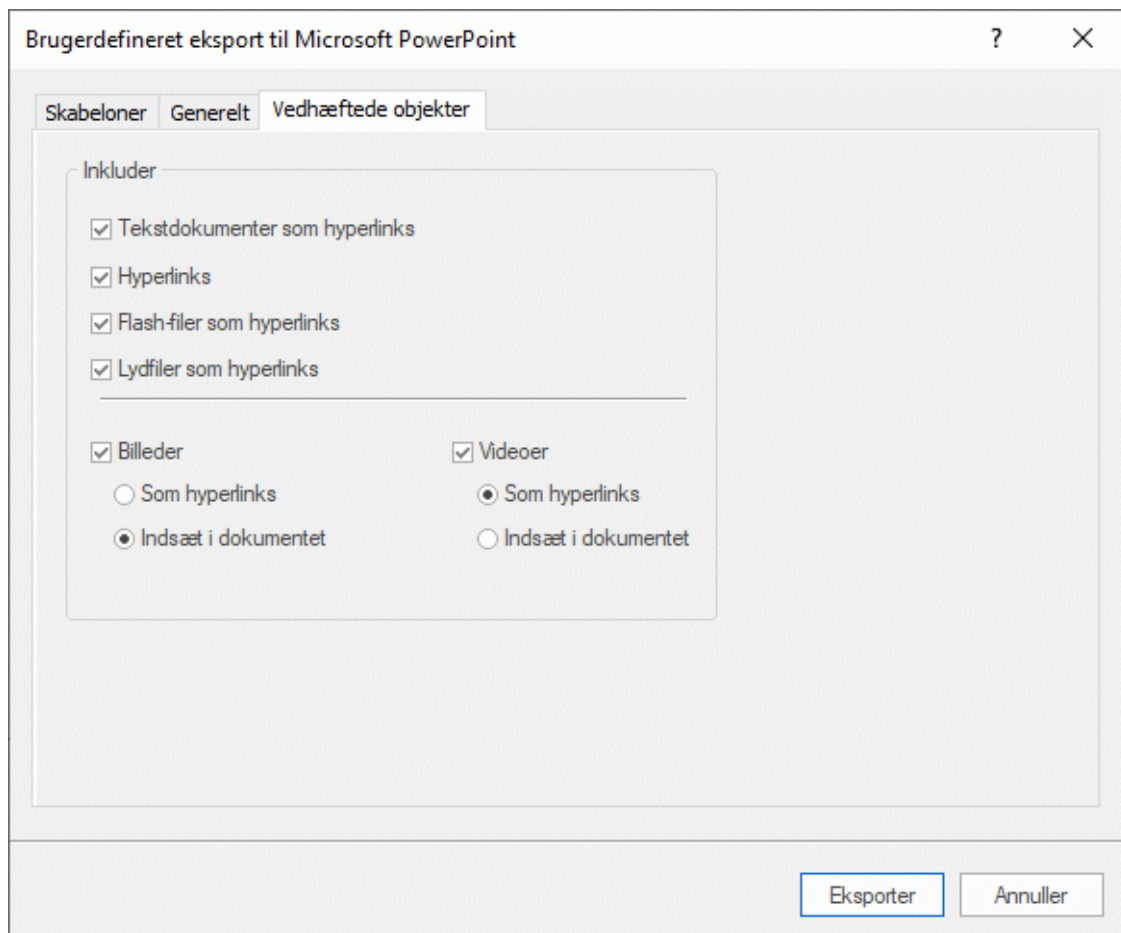 Brugerdefineret eksport til Microsoft PowerPoint ?
Skabeloner Generelt Vedhæftede objekter
Inkluder
Tekstdokumenter som hyperlinks
Hyperlinks
Flash-filer som hyperlinks
Lydfiler som hyperlinks
Billeder Videoer
Som hyperlinks Som hyperlinks
Indsæt i dokumentet Indsæt i dokumentet
Eksporter Annuller